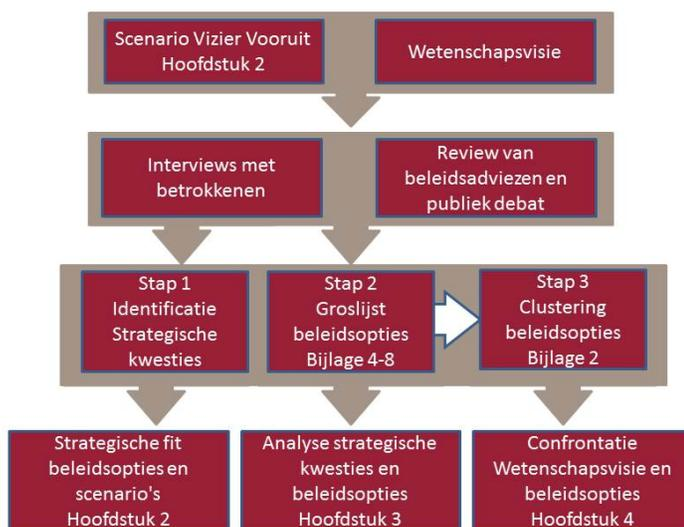 Scenario Vizier Vooruit
Hoofdstuk 2
Wetenschapsvisie
Interviews met
betrokkenen
Review van
beleidsadviezen en
publiek debat
Stap 1
Identificatie
Strategische
kwesties
Stap 2
Groslijst
beleidsopties
Bijlage 4-8
Stap 3
Clustering
beleidsopties
Bijlage 2
Strategische fit
beleidsopties en
scenario's
Hoofdstuk 2
Analyse strategische
kwesties en
beleidsopties
Hoofdstuk 3
Confrontatie
Wetenschapsvisie en
beleidsopties
Hoofdstuk 4